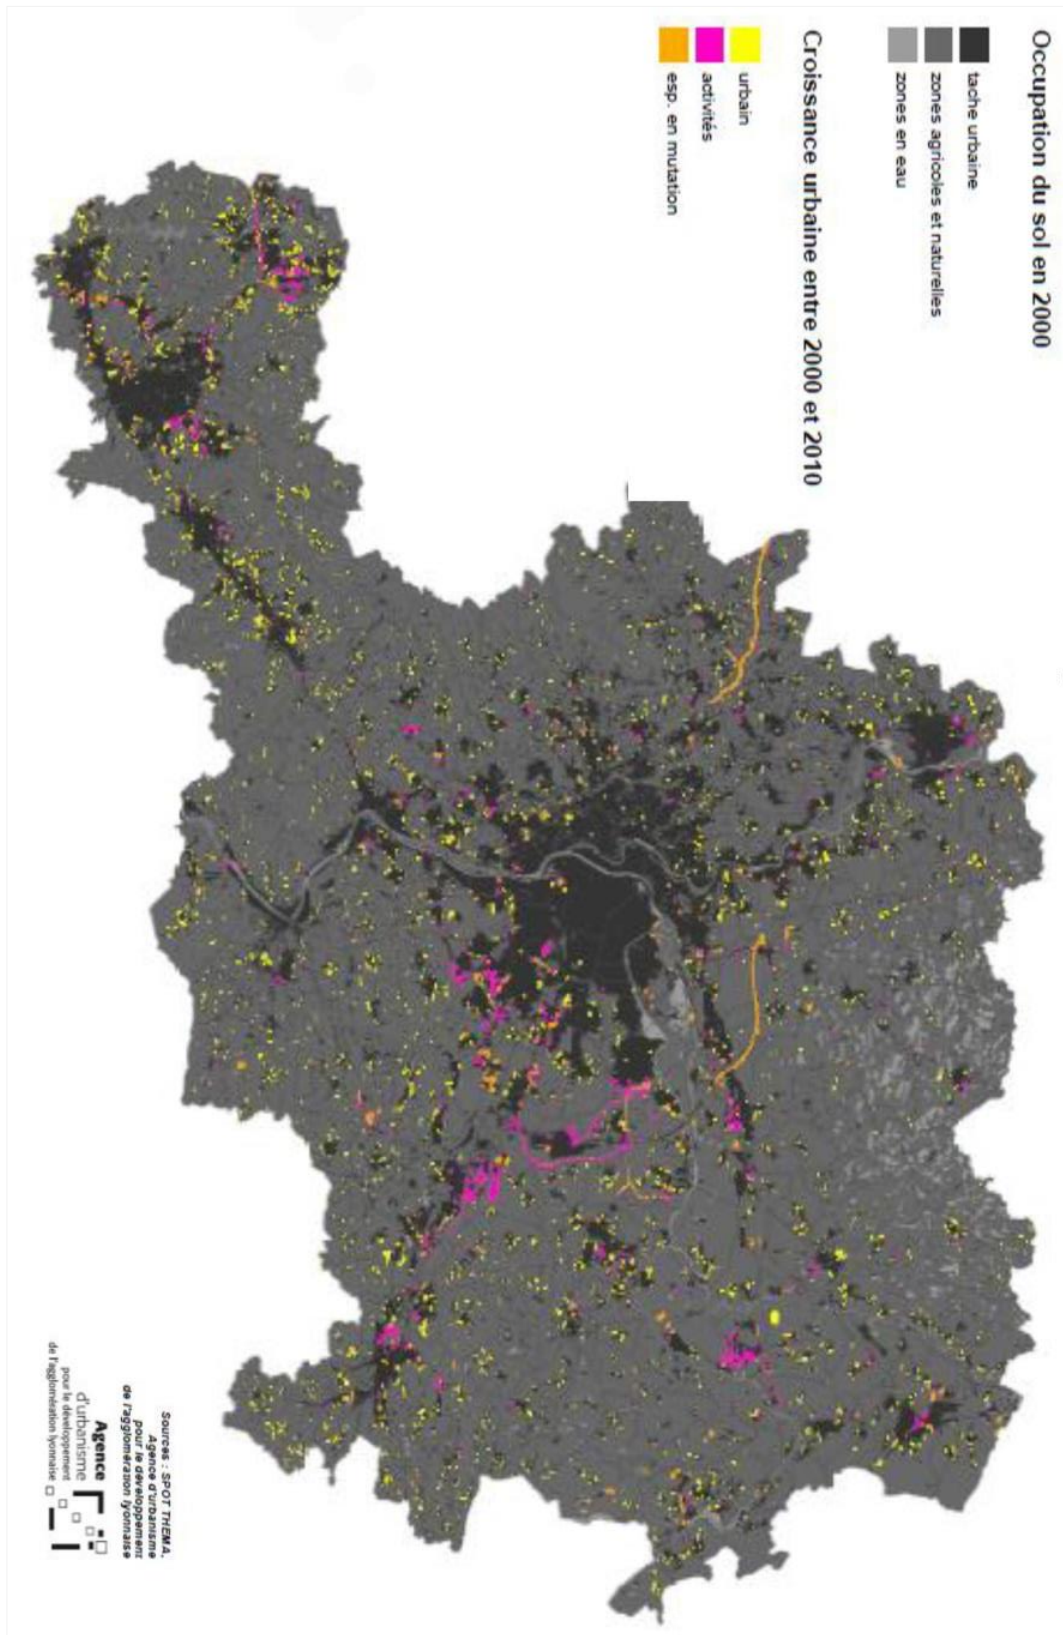 Occupation du sol en 2000
tache urbaine
zones agricoles et naturelles
zones en eau
Croissance urbaine entre 2000 et 2010
urbain
activités
esp. en mutation
Sources : SPOT THEMA,
Agence d'urbanisme
pour le développement
de l'agglomération lyonnaise
Agence
d'urbanisme
pour le développement
de l'agglomération lyonnaise